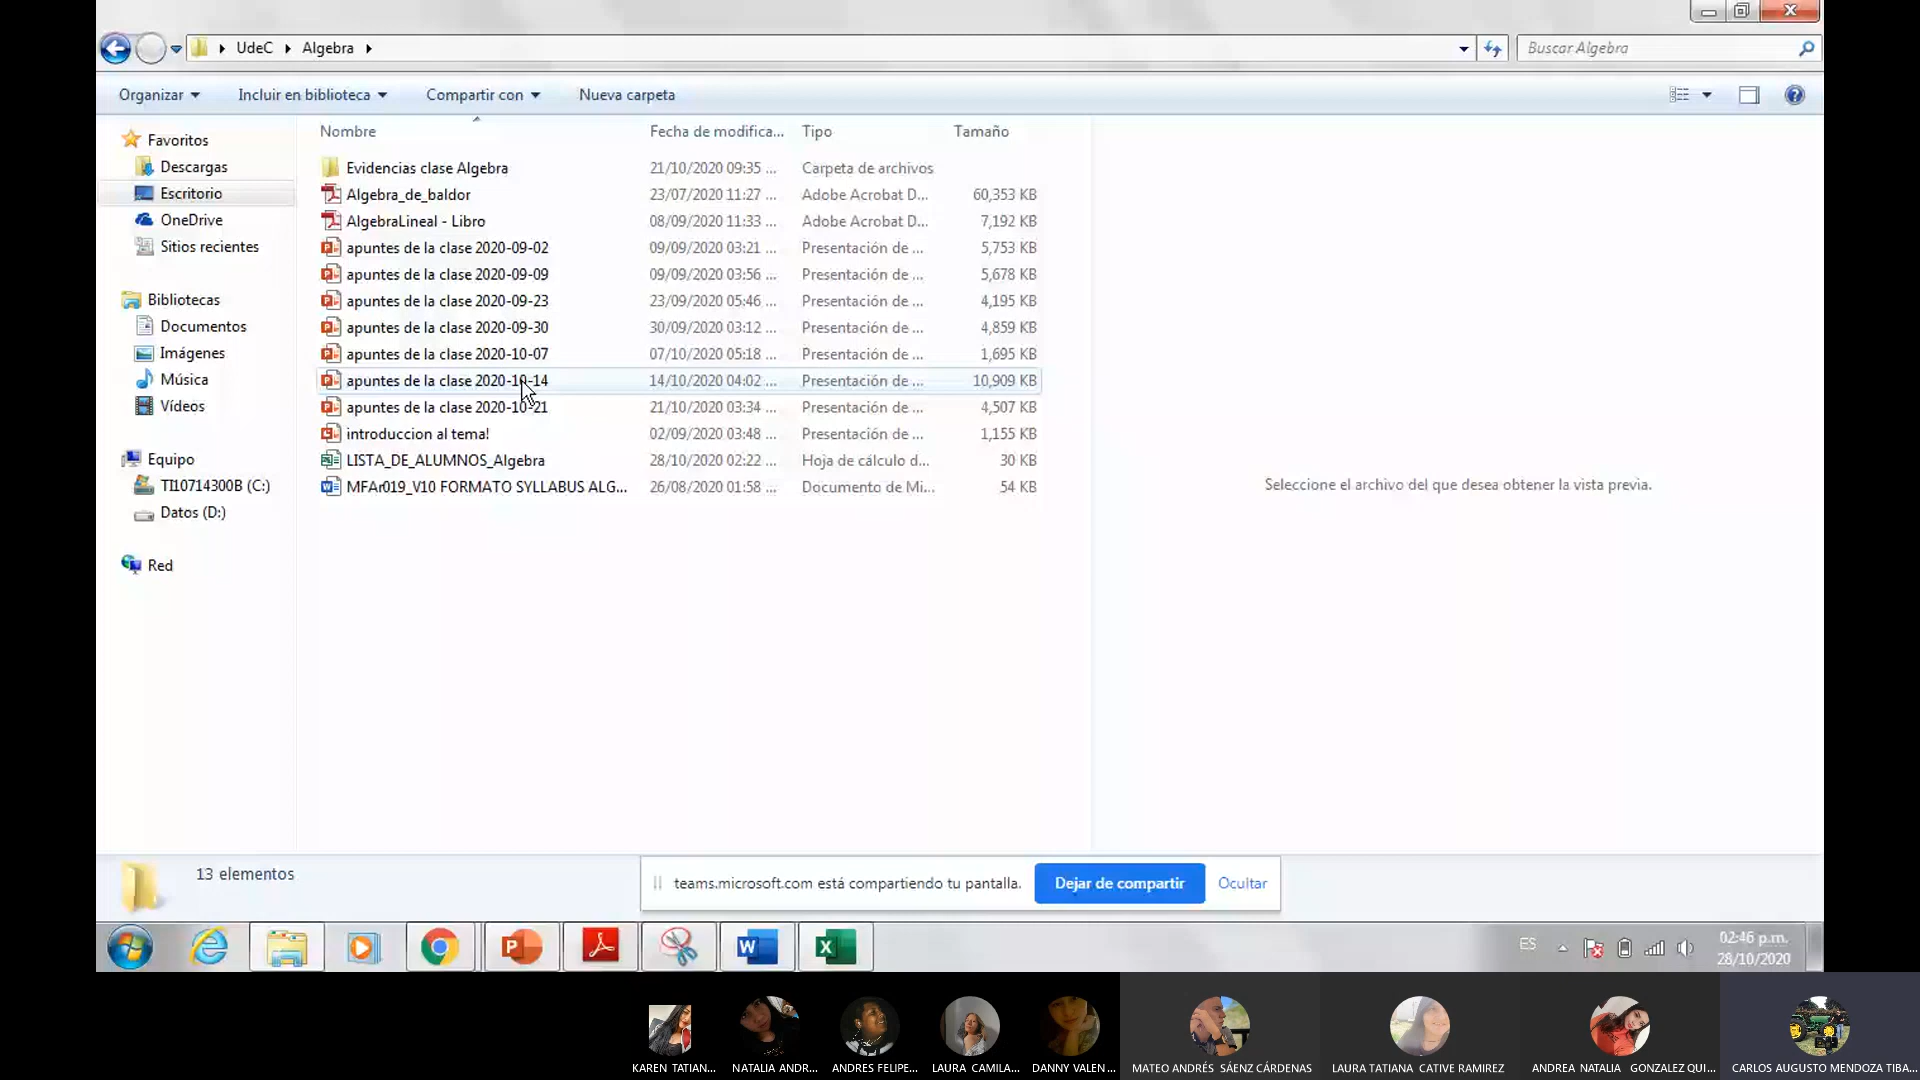 UdeC Algebra
Buscar Algebra
Organizar Incluir en biblioteca Compartir con Nueva carpeta
Nombre Fecha de modifica... Tipo Tamaño
Favoritos
Descargas
Escritorio
OneDrive
Sitios recientes
Bibliotecas
Documentos
Imágenes
Música
Vídeos
Equipo
TI10714300B (C:)
Datos (D:)
Red
Evidencias clase Algebra 21/10/2020 09:35 ... Carpeta de archivos
Algebra_de_baldor 23/07/2020 11:27 ... Adobe Acrobat D... 60,353 KB
AlgebraLineal - Libro 08/09/2020 11:33 ... Adobe Acrobat D... 7,192 KB
apuntes de la clase 2020-09-02 09/09/2020 03:21 ... Presentación de ... 5,753 KB
apuntes de la clase 2020-09-09 09/09/2020 03:56 ... Presentación de ... 5,678 KB
apuntes de la clase 2020-09-23 23/09/2020 05:46 ... Presentación de ... 4,195 KB
apuntes de la clase 2020-09-30 30/09/2020 03:12 ... Presentación de ... 4,859 KB
apuntes de la clase 2020-10-07 07/10/2020 05:18 ... Presentación de ... 1,695 KB
apuntes de la clase 2020-10-14 14/10/2020 04:02 ... Presentación de ... 10,909 KB
apuntes de la clase 2020-10-21 21/10/2020 03:34 ... Presentación de ... 4,507 KB
introduccion al tema! 02/09/2020 03:48 ... Presentación de ... 1,155 KB
LISTA_DE_ALUMNOS_Algebra 28/10/2020 02:22 ... Hoja de cálculo d... 30 KB
MFAr019_V10 FORMATO SYLLABUS ALG... 26/08/2020 01:58 ... Documento de Mi... 54 KB
Seleccione el archivo del que desea obtener la vista previa.
13 elementos
teams.microsoft.com está compartiendo tu pantalla. Dejar de compartir Ocultar
ES
02:46 p.m.
28/10/2020
KAREN TATIAN... NATALIA ANDR... ANDRES FELIPE... LAURA CAMILA... DANNY VALEN... MATEO ANDRÉS SÁENZ CÁRDENAS LAURA TATIANA CATIVE RAMIREZ ANDREA NATALIA GONZALEZ QUI... CARLOS AUGUSTO MENDOZA TIBA...